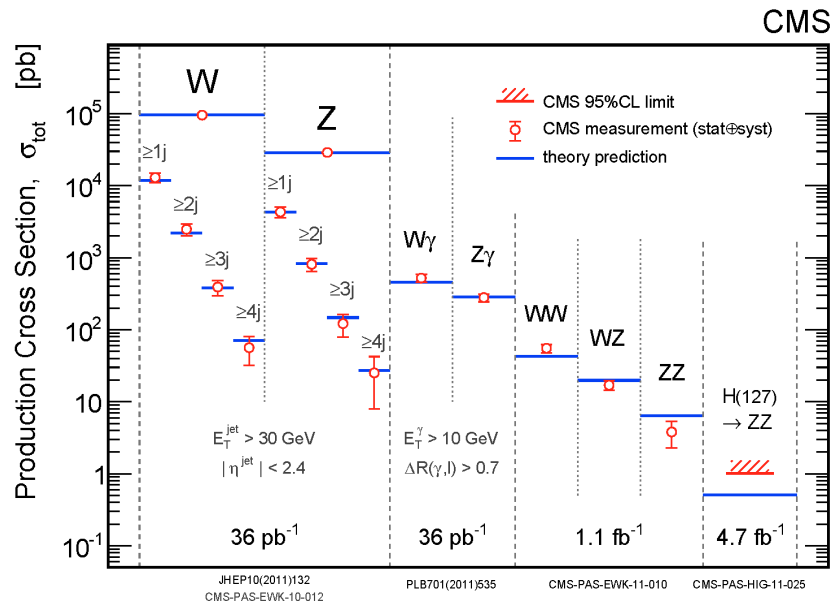 CMS
Production Cross Section, σ_tot [pb]
10^5
10^4
10^3
10^2
10
1
10^-1
W
≥1j
≥2j
≥3j
≥4j
Z
≥1j
≥2j
≥3j
≥4j
Wγ
Zγ
WW
WZ
ZZ
H(127)
→ ZZ
CMS 95%CL limit
CMS measurement (stat⊕syst)
theory prediction
E_T^jet > 30 GeV
| η^jet | < 2.4
E_T^γ > 10 GeV
ΔR(γ,l) > 0.7
36 pb^-1
36 pb^-1
1.1 fb^-1
4.7 fb^-1
JHEP10(2011)132
CMS-PAS-EWK-10-012
PLB701(2011)535
CMS-PAS-EWK-11-010
CMS-PAS-HIG-11-025